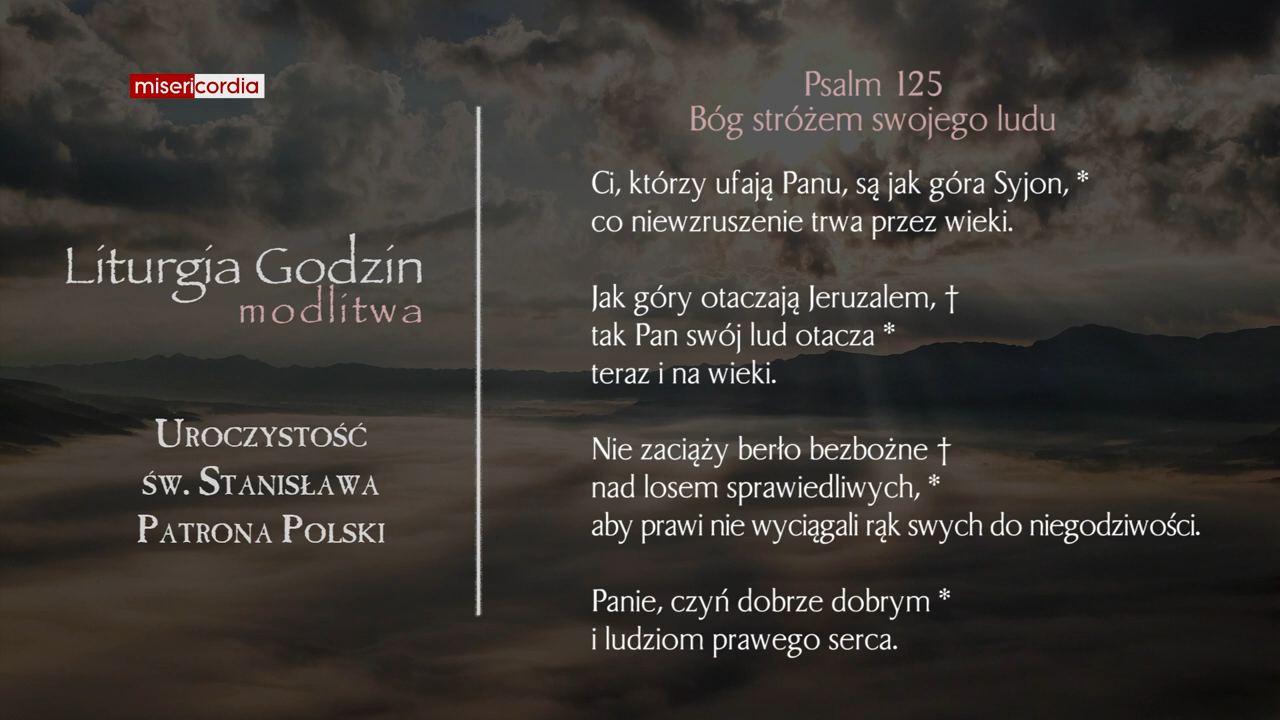 misericordia
Liturgia Godzin
modlitwa
Uroczystość
św. Stanisława
Patrona Polski
Psalm 125
Bóg stróżem swojego ludu
Ci, którzy ufają Panu, są jak góra Syjon, *
co niewzruszenie trwa przez wieki.
Jak góry otaczają Jeruzalem, †
tak Pan swój lud otacza *
teraz i na wieki.
Nie zaciąży berło bezbożne †
nad losem sprawiedliwych, *
aby prawi nie wyciągali rąk swych do niegodziwości.
Panie, czyń dobrze dobrym *
i ludziom prawego serca.